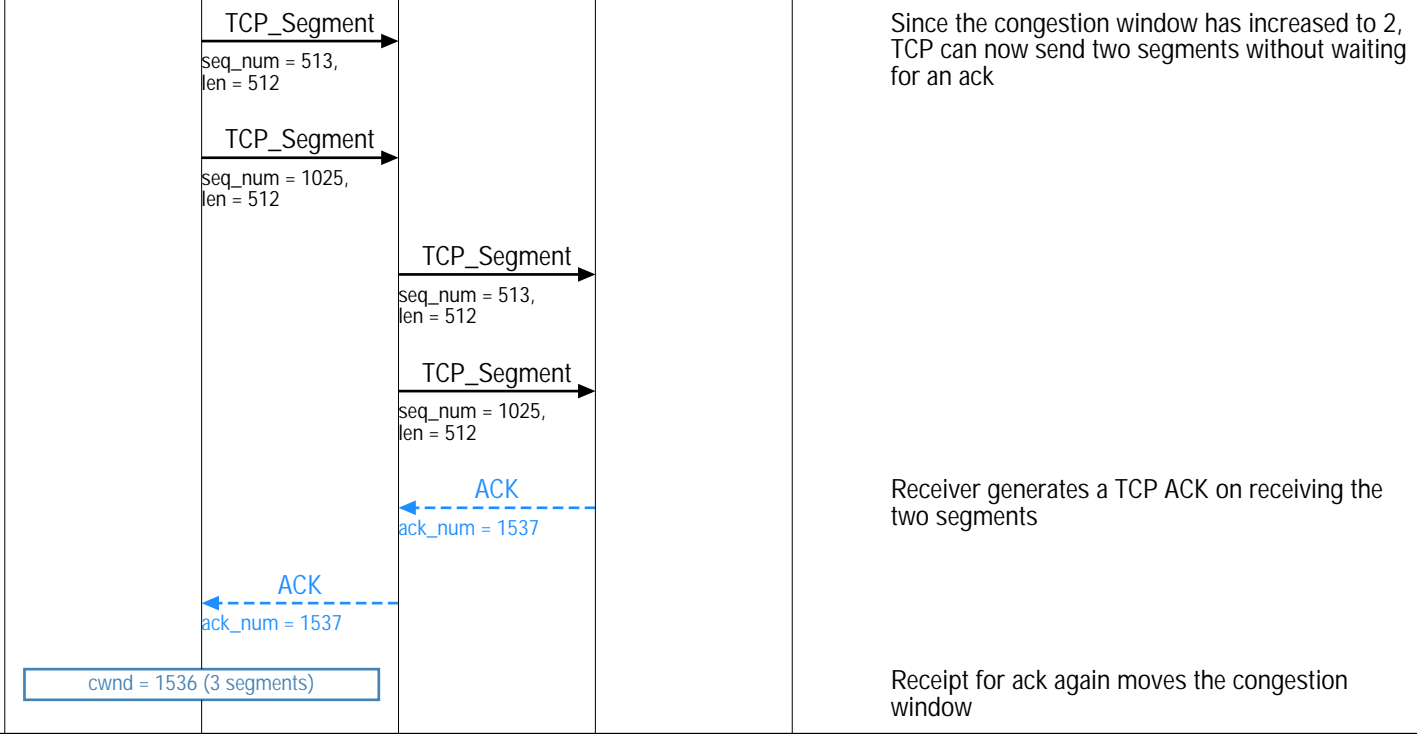 TCP_Segment
seq_num = 513,
len = 512
Since the congestion window has increased to 2,
TCP can now send two segments without waiting
for an ack
TCP_Segment
seq_num = 1025,
len = 512
TCP_Segment
seq_num = 513,
len = 512
TCP_Segment
seq_num = 1025,
len = 512
ACK
ack_num = 1537
Receiver generates a TCP ACK on receiving the
two segments
ACK
ack_num = 1537
cwnd = 1536 (3 segments)
Receipt for ack again moves the congestion
window